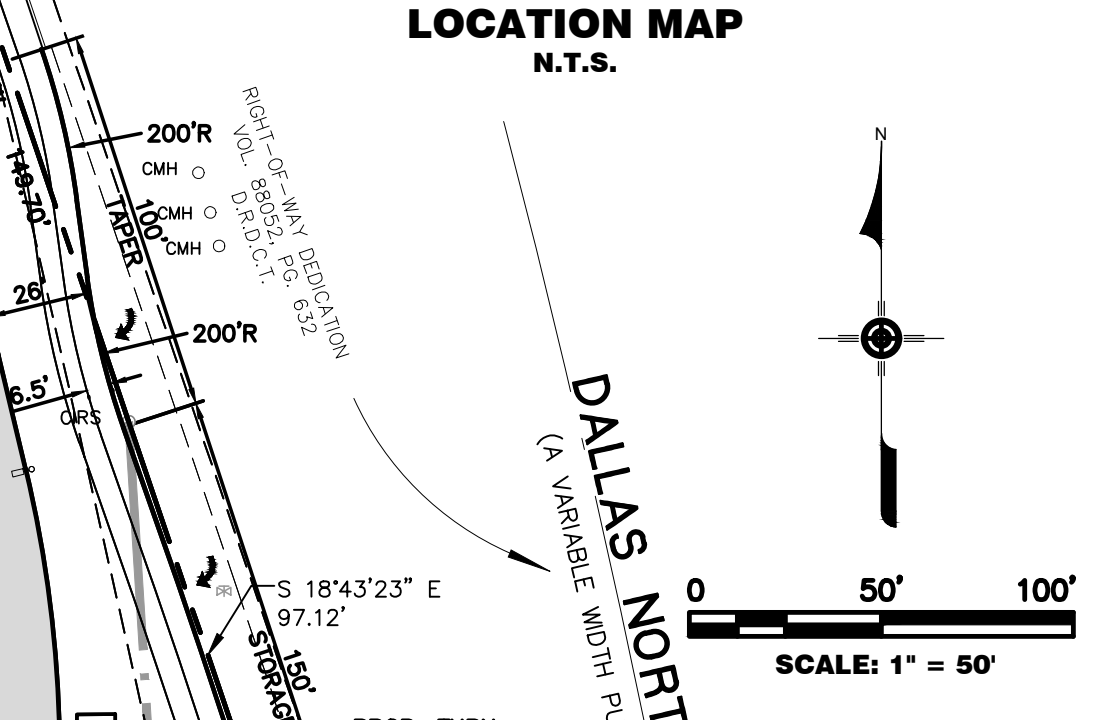 LOCATION MAP
N.T.S.
N
200'R
CMH
CMH
CMH
RIGHT-OF-WAY DEDICATION
VOL. 88052, PG. 632
D.R.D.C.T.
149.70'
100'
TAPER
26'
200'R
6.5'
CIRS
DALLAS NORT
(A VARIABLE WIDTH PU
S 18°43'23" E
97.12'
150'
STORAGE
0 50' 100'
SCALE: 1" = 50'